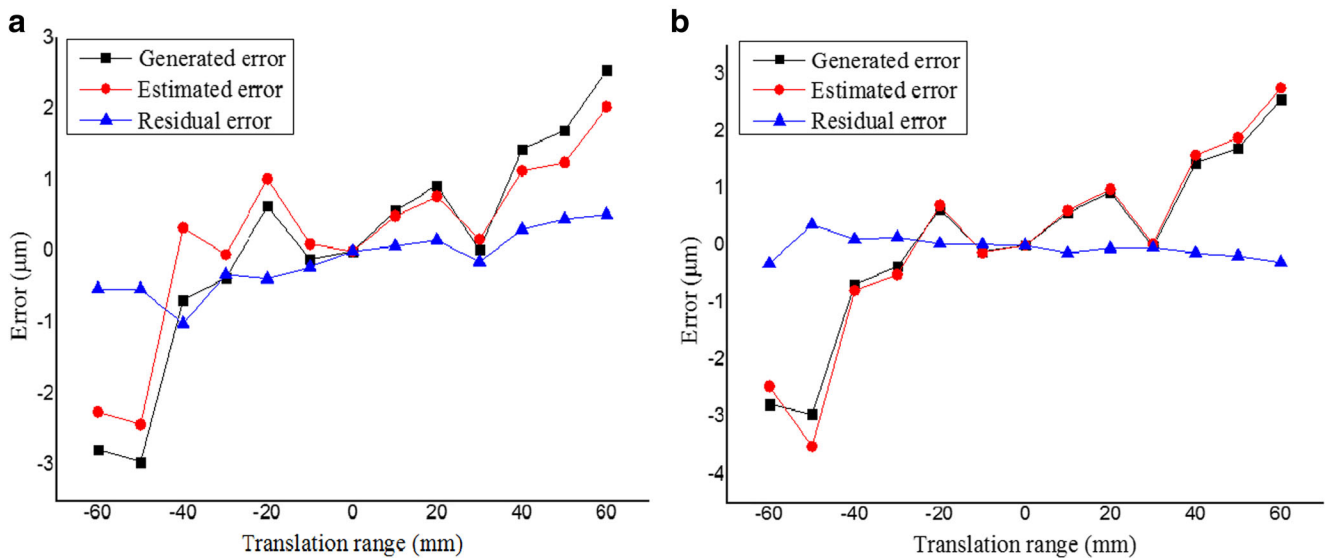 a
3
2
1
0
-1
-2
-3
Error (μm)
Generated error
Estimated error
Residual error
-60 -40 -20 0 20 40 60
Translation range (mm)
b
3
2
1
0
-1
-2
-3
-4
Error (μm)
Generated error
Estimated error
Residual error
-60 -40 -20 0 20 40 60
Translation range (mm)